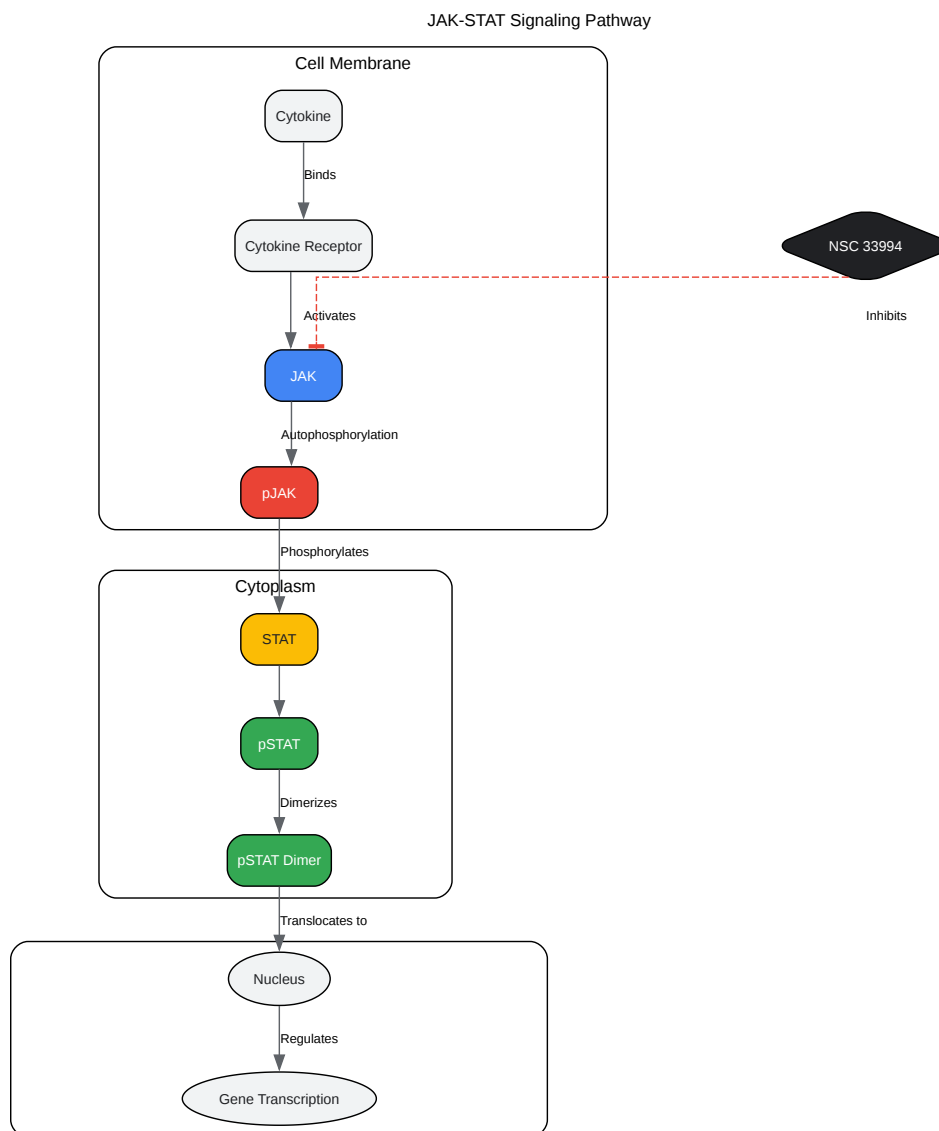 JAK-STAT Signaling Pathway
Cell Membrane
Cytokine
Binds
Cytokine Receptor
NSC 33994
Activates
Inhibits
JAK
Autophosphorylation
pJAK
Phosphorylates
Cytoplasm
STAT
pSTAT
Dimerizes
pSTAT Dimer
Translocates to
Nucleus
Regulates
Gene Transcription